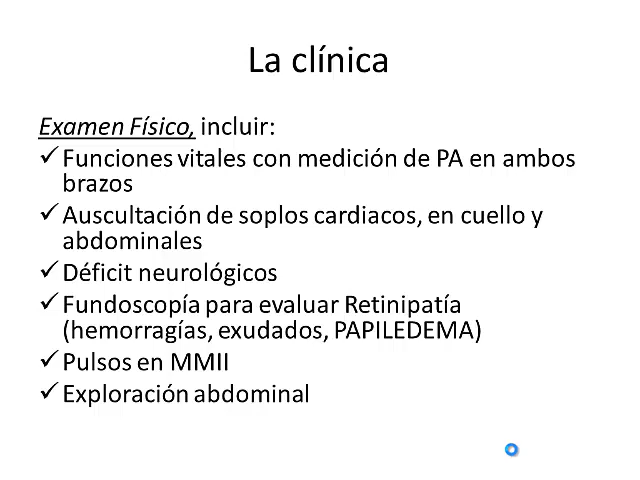 La clínica
Examen Físico, incluir:
✓ Funciones vitales con medición de PA en ambos
brazos
✓ Auscultación de soplos cardiacos, en cuello y
abdominales
✓ Déficit neurológicos
✓ Fundoscopía para evaluar Retinipatía
(hemorragías, exudados, PAPILEDEMA)
✓ Pulsos en MMII
✓ Exploración abdominal